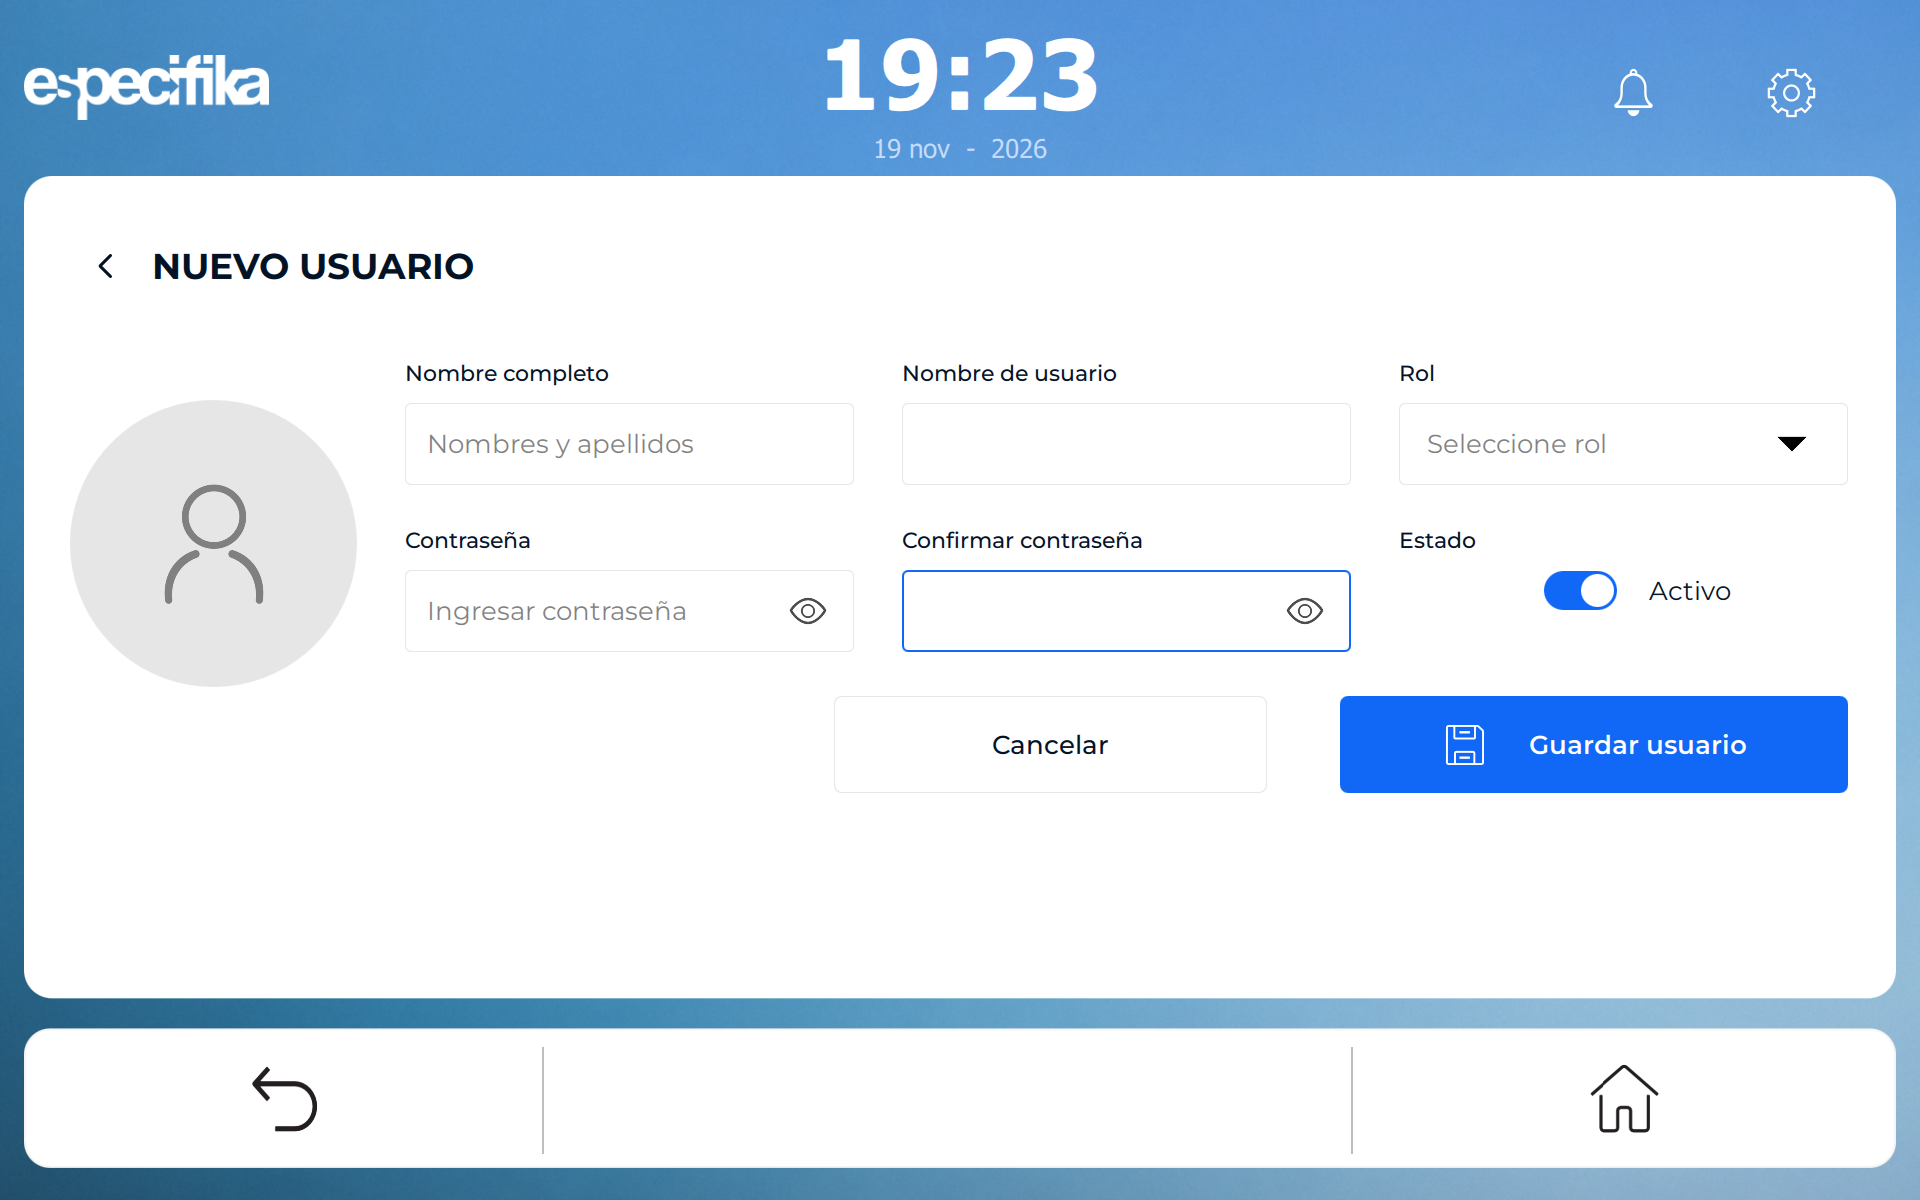 especifika
19:23
19 nov - 2026
NUEVO USUARIO
Nombre completo
Nombre de usuario
Rol
Nombres y apellidos
Seleccione rol
Contraseña
Confirmar contraseña
Estado
Ingresar contraseña
Activo
Cancelar
Guardar usuario